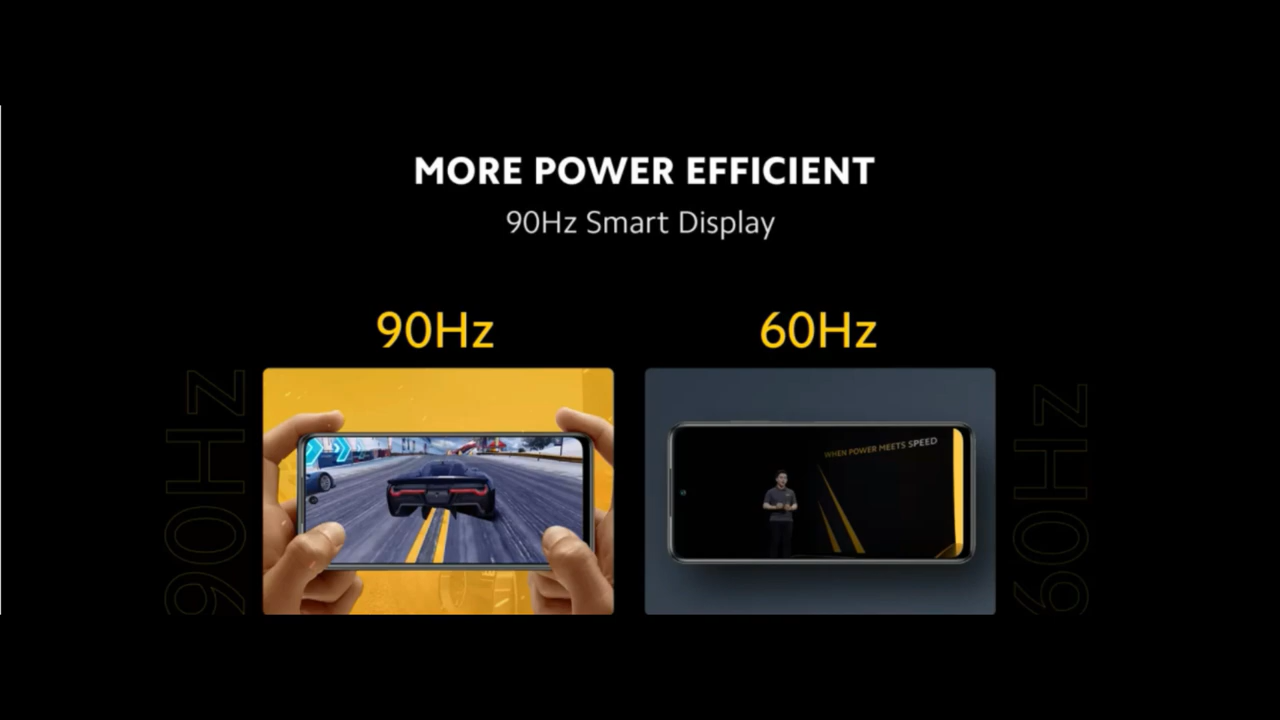 MORE POWER EFFICIENT
90Hz Smart Display
90Hz
60Hz
WHEN POWER MEETS SPEED
90Hz
60Hz